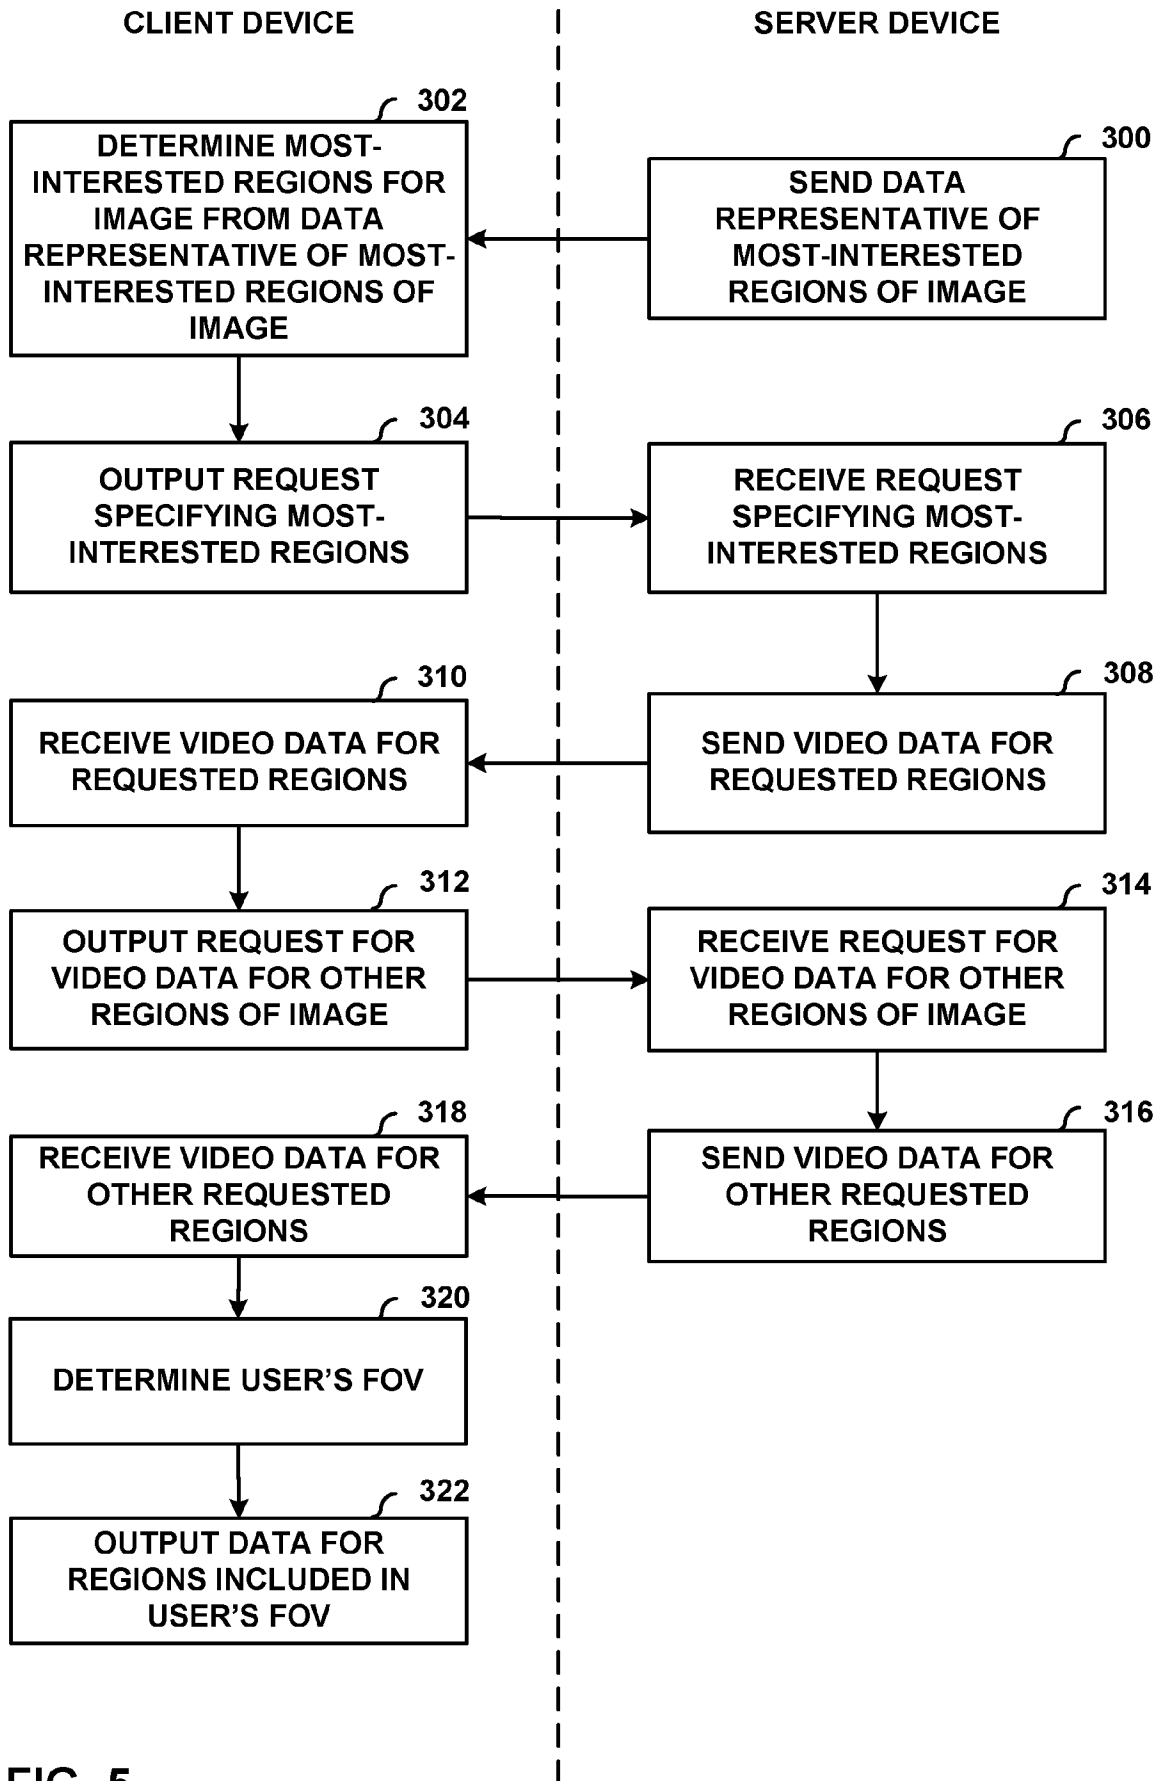 CLIENT DEVICE
SERVER DEVICE
302
DETERMINE MOST-
INTERESTED REGIONS FOR
IMAGE FROM DATA
REPRESENTATIVE OF MOST-
INTERESTED REGIONS OF
IMAGE
300
SEND DATA
REPRESENTATIVE OF
MOST-INTERESTED
REGIONS OF IMAGE
304
OUTPUT REQUEST
SPECIFYING MOST-
INTERESTED REGIONS
306
RECEIVE REQUEST
SPECIFYING MOST-
INTERESTED REGIONS
308
SEND VIDEO DATA FOR
REQUESTED REGIONS
310
RECEIVE VIDEO DATA FOR
REQUESTED REGIONS
312
OUTPUT REQUEST FOR
VIDEO DATA FOR OTHER
REGIONS OF IMAGE
314
RECEIVE REQUEST FOR
VIDEO DATA FOR OTHER
REGIONS OF IMAGE
316
SEND VIDEO DATA FOR
OTHER REQUESTED
REGIONS
318
RECEIVE VIDEO DATA FOR
OTHER REQUESTED
REGIONS
320
DETERMINE USER'S FOV
322
OUTPUT DATA FOR
REGIONS INCLUDED IN
USER'S FOV
FIG. 5